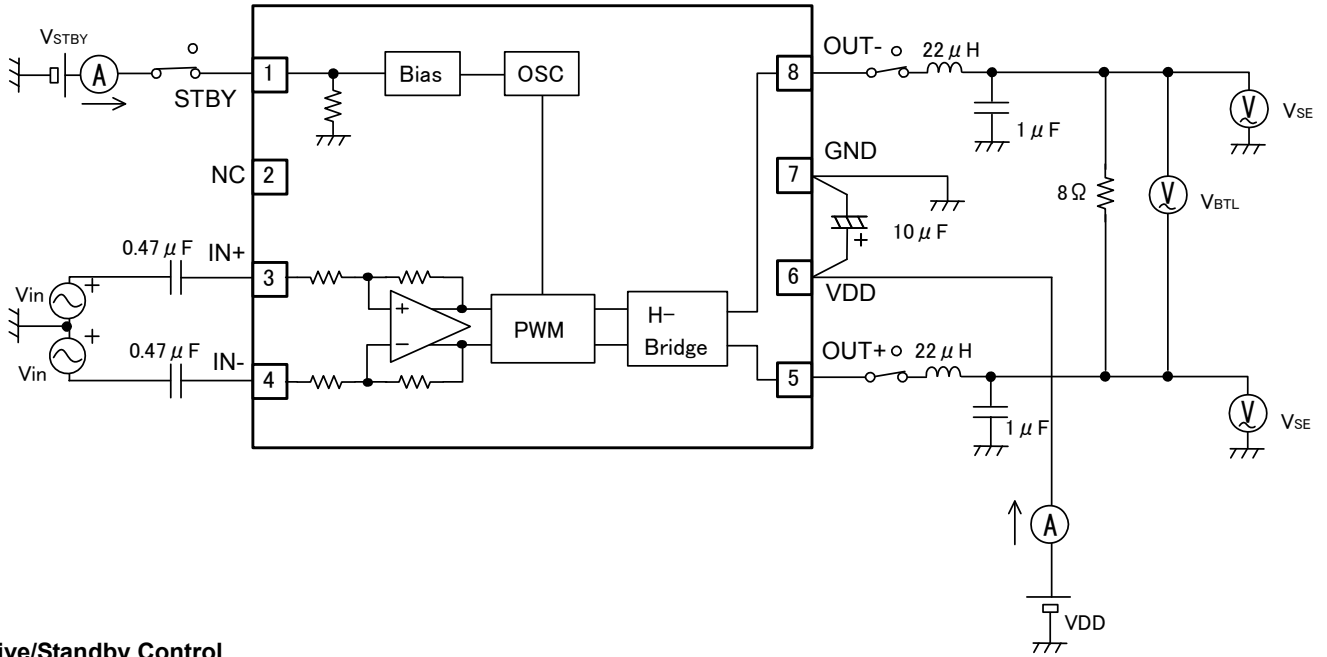 VSTBY
A
STBY
1
Bias
OSC
NC
2
0.47μF
IN+
3
Vin
+
+
Vin
0.47μF
IN-
4
+
−
PWM
H-
Bridge
8
OUT-
22μH
1μF
VSE
GND
7
10μF
+
8Ω
VBTL
6
VDD
OUT+
22μH
5
1μF
VSE
A
VDD
ive/Standby Control
V
V
V